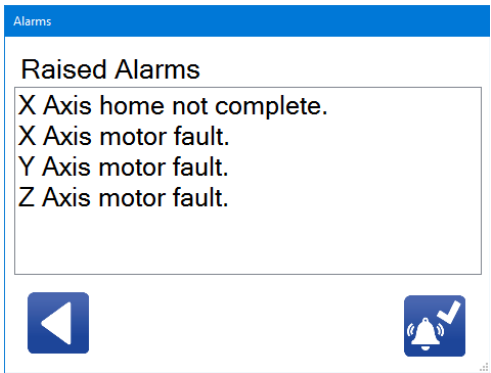 Alarms
Raised Alarms
X Axis home not complete.
X Axis motor fault.
Y Axis motor fault.
Z Axis motor fault.